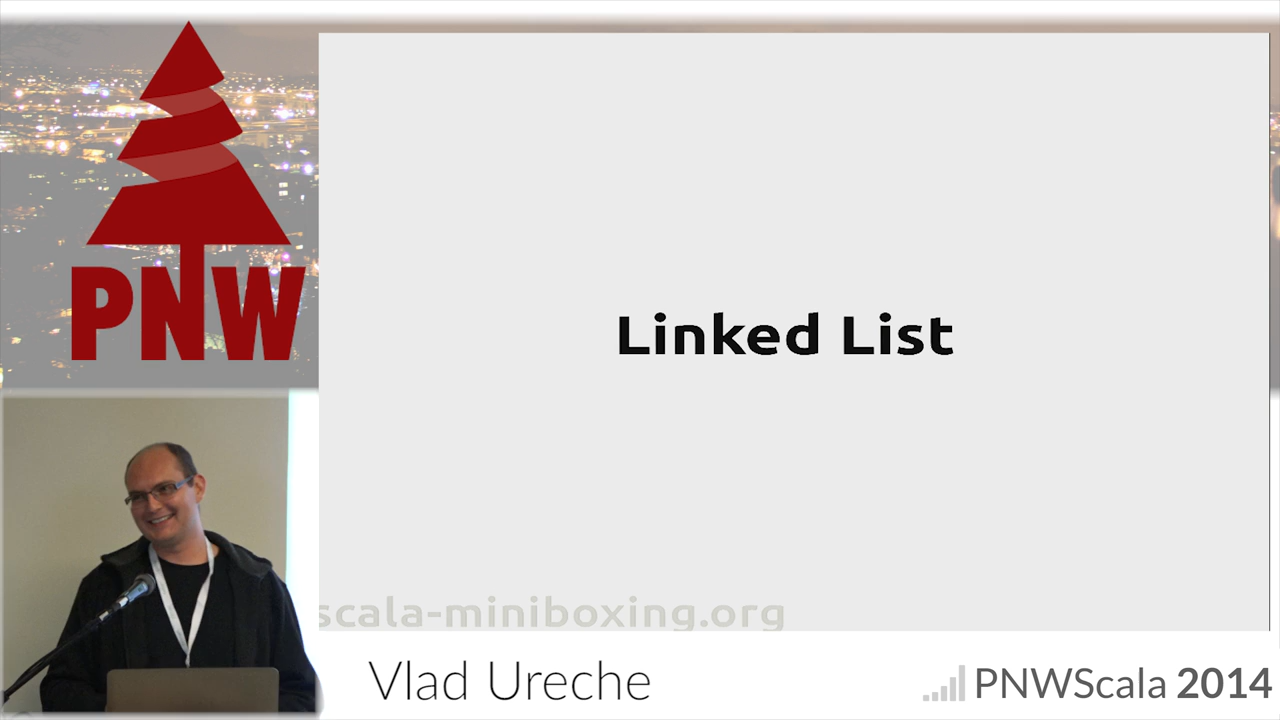 PNW
Linked List
scala-miniboxing.org
Vlad Ureche
PNWScala 2014